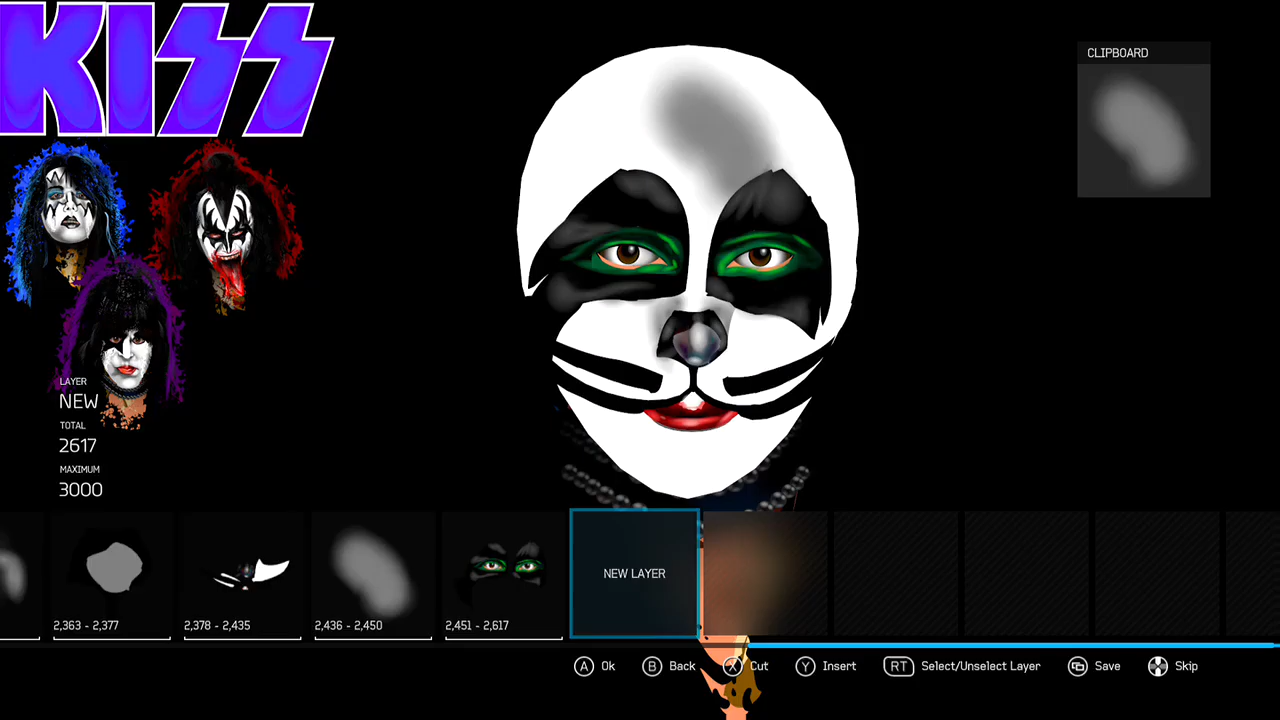 KISS
CLIPBOARD
LAYER
NEW
TOTAL
2617
MAXIMUM
3000
NEW LAYER
2,363 - 2,377
2,378 - 2,435
2,436 - 2,450
2,451 - 2,617
A Ok
B Back
X Cut
Y Insert
RT Select/Unselect Layer
Save
Skip